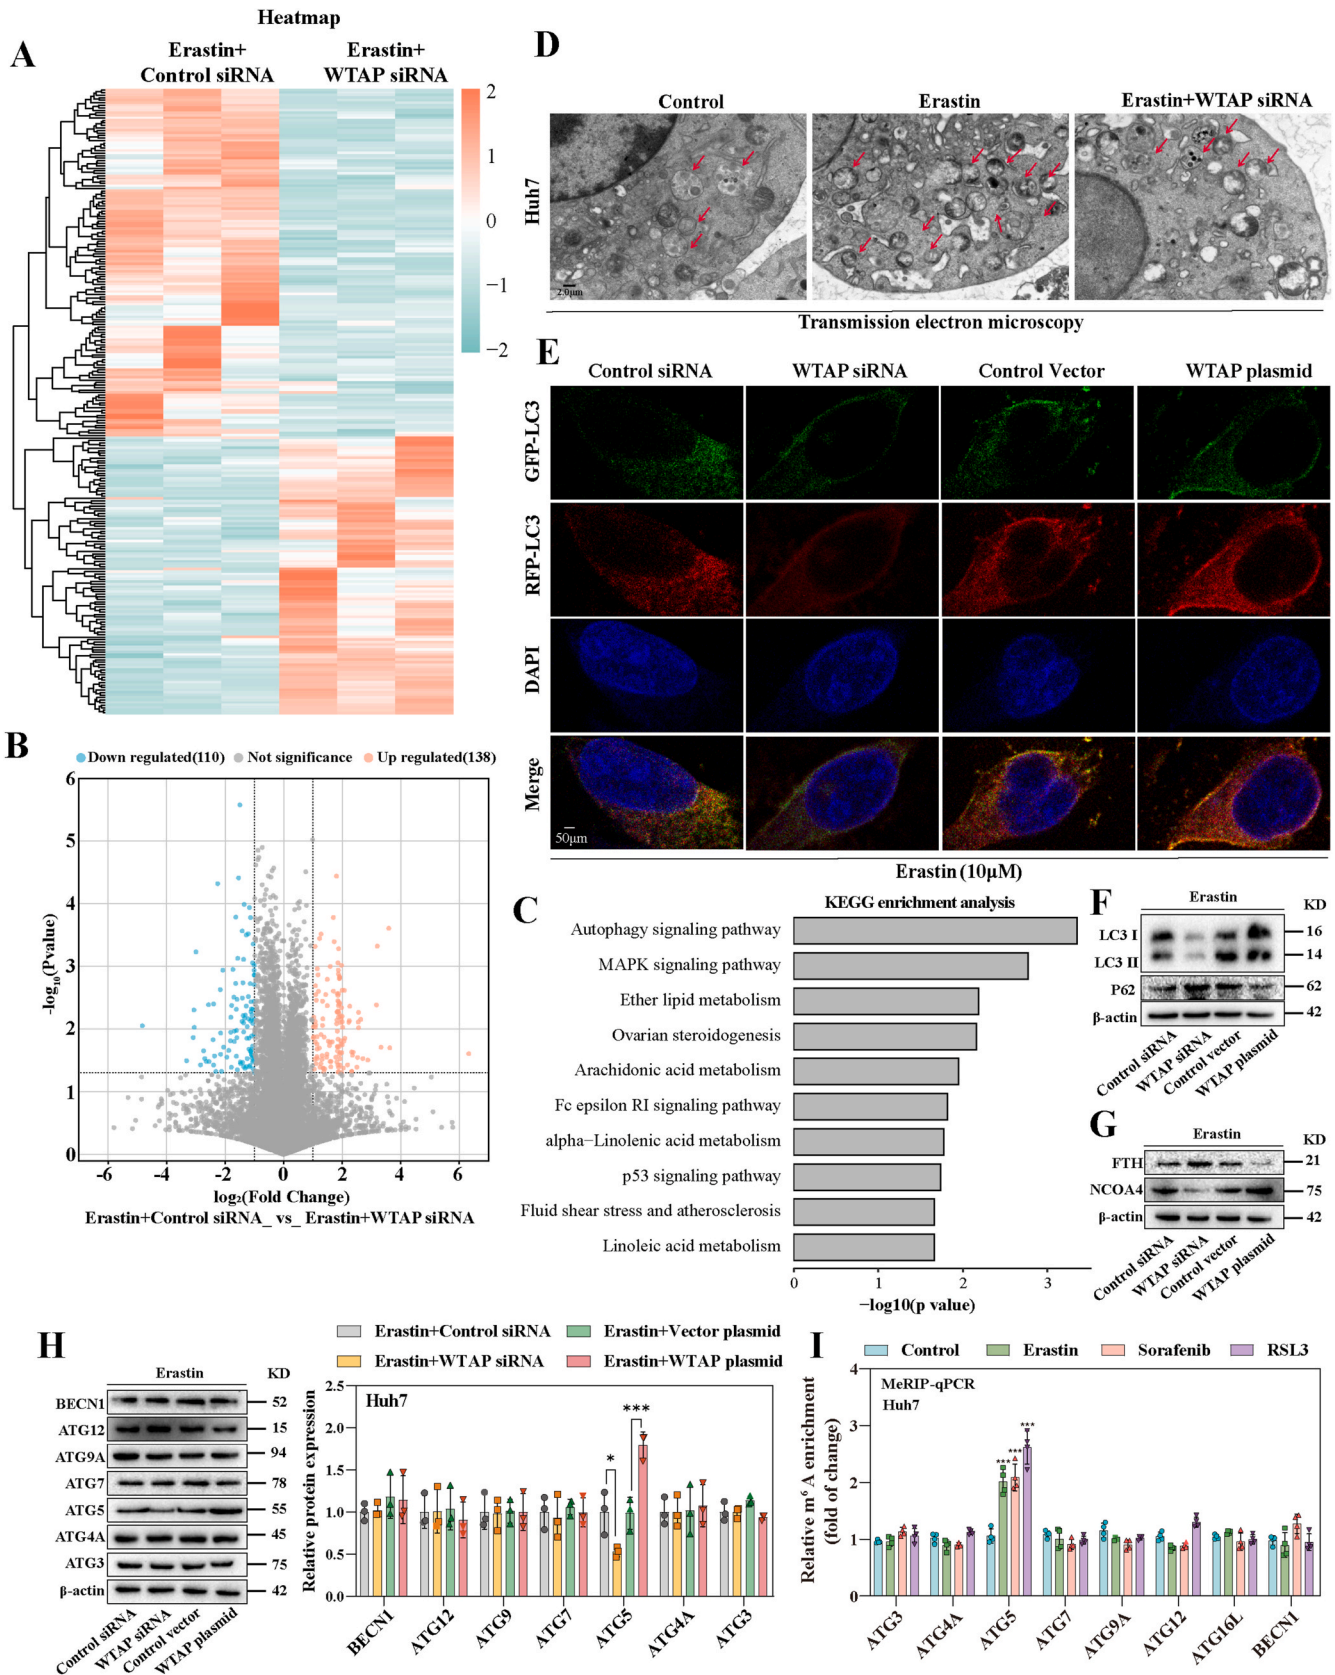 A
Heatmap
Erastin+
Control siRNA
Erastin+
WTAP siRNA
2
1
0
−1
−2
B
Down regulated(110)
Not significance
Up regulated(138)
-log10(Pvalue)
6
5
4
3
2
1
0
-6
-4
-2
0
2
4
6
log2(Fold Change)
Erastin+Control siRNA_ vs_ Erastin+WTAP siRNA
D
Control
Erastin
Erastin+WTAP siRNA
Huh7
2.0μm
Transmission electron microscopy
E
Control siRNA
WTAP siRNA
Control Vector
WTAP plasmid
GFP-LC3
RFP-LC3
DAPI
Merge
50μm
Erastin (10μM)
C
KEGG enrichment analysis
Autophagy signaling pathway
MAPK signaling pathway
Ether lipid metabolism
Ovarian steroidogenesis
Arachidonic acid metabolism
Fc epsilon RI signaling pathway
alpha−Linolenic acid metabolism
p53 signaling pathway
Fluid shear stress and atherosclerosis
Linoleic acid metabolism
0
1
2
3
−log10(p value)
F
Erastin
KD
LC3 I
16
LC3 II
14
P62
62
β-actin
42
Control siRNA
WTAP siRNA
Control vector
WTAP plasmid
G
Erastin
KD
FTH
21
NCOA4
75
β-actin
42
Control siRNA
WTAP siRNA
Control vector
WTAP plasmid
H
Erastin
KD
BECN1
52
ATG12
15
ATG9A
94
ATG7
78
ATG5
55
ATG4A
45
ATG3
75
β-actin
42
Control siRNA
WTAP siRNA
Control vector
WTAP plasmid
Erastin+Control siRNA
Erastin+Vector plasmid
Erastin+WTAP siRNA
Erastin+WTAP plasmid
Relative protein expression
2.5
2.0
1.5
1.0
0.5
0.0
Huh7
*
***
BECN1
ATG12
ATG9
ATG7
ATG5
ATG4A
ATG3
I
Control
Erastin
Sorafenib
RSL3
Relative m6 A enrichment
(fold of change)
4
3
2
1
0
MeRIP-qPCR
Huh7
***
***
***
ATG3
ATG4A
ATG5
ATG7
ATG9A
ATG12
ATG16L
BECN1